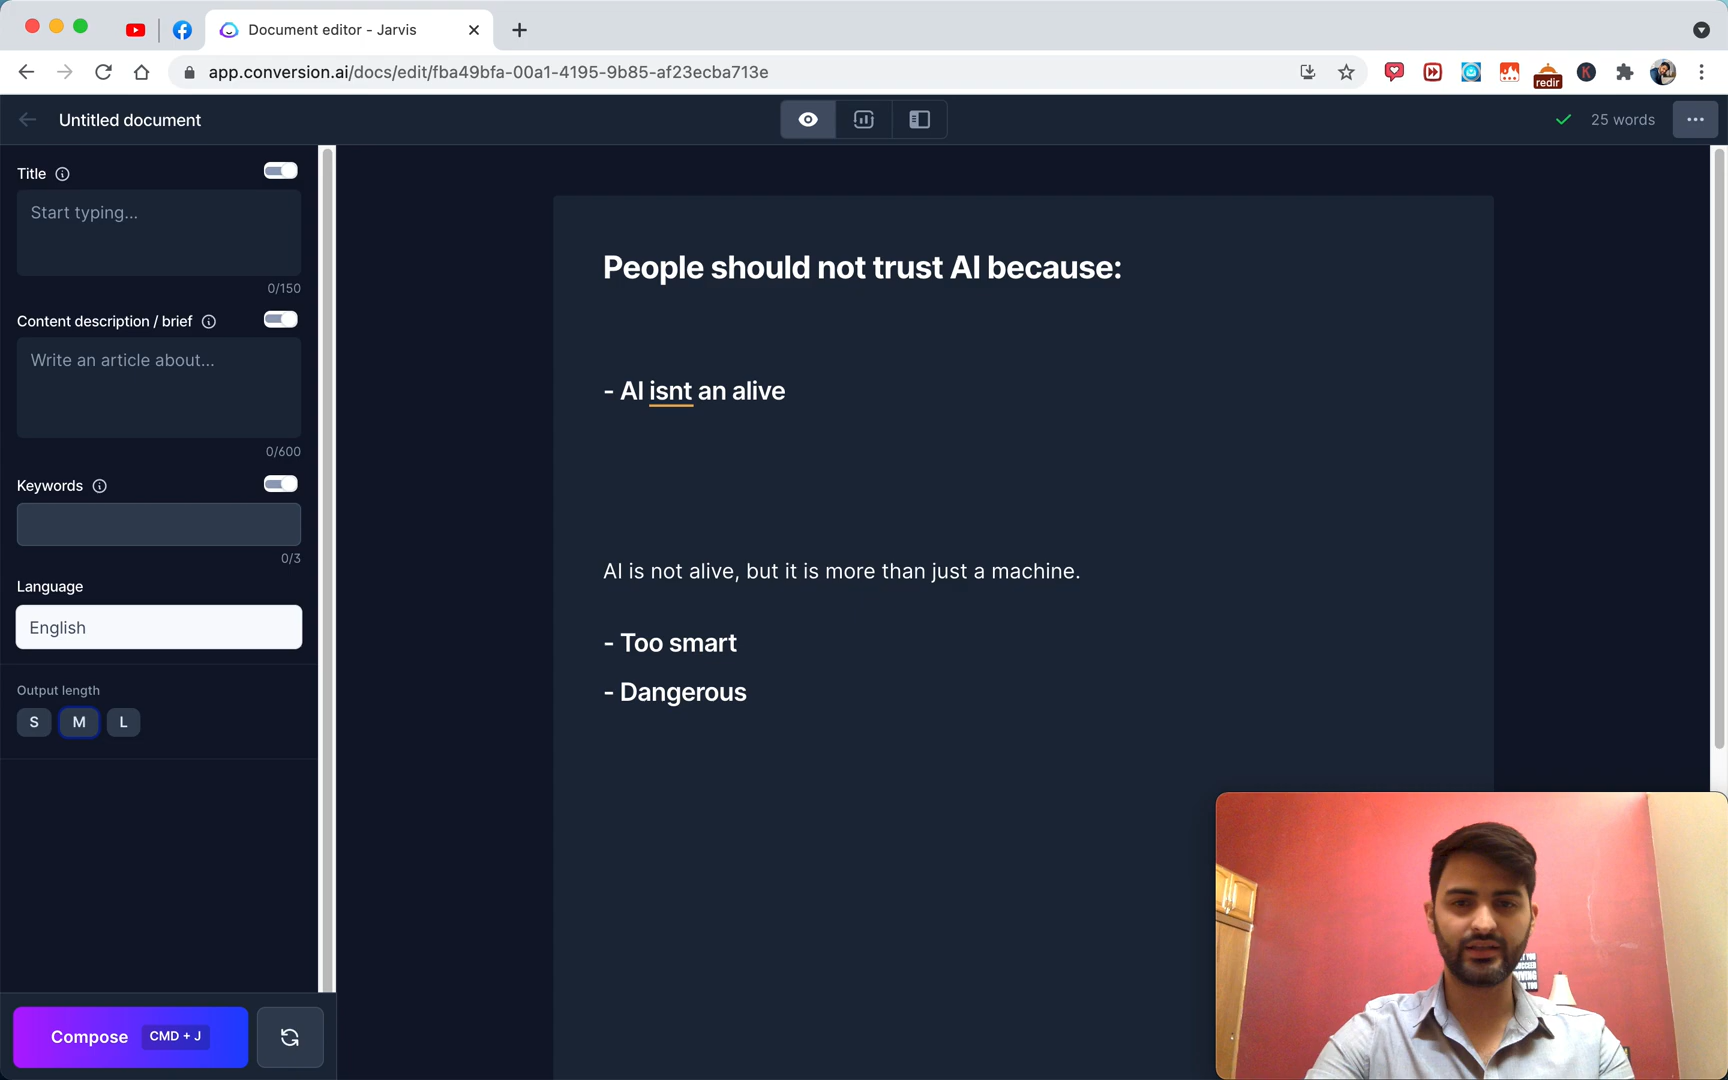 Document editor - Jarvis
app.conversion.ai/docs/edit/fba49bfa-00a1-4195-9b85-af23ecba713e
redir
K
Untitled document
25 words
Title
Start typing...
0/150
Content description / brief
Write an article about...
0/600
Keywords
0/3
Language
English
Output length
S M L
Compose CMD + J
People should not trust AI because:
- AI isnt an alive
AI is not alive, but it is more than just a machine.
- Too smart
- Dangerous